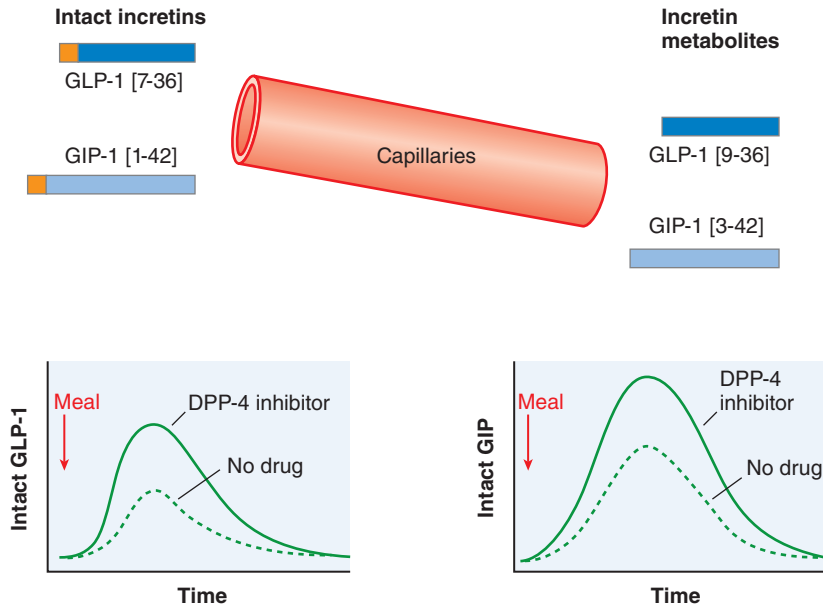 Intact incretins
GLP-1 [7-36]
GIP-1 [1-42]
Capillaries
Incretin
metabolites
GLP-1 [9-36]
GIP-1 [3-42]
Intact GLP-1
Meal
DPP-4 inhibitor
No drug
Time
Intact GIP
Meal
DPP-4
inhibitor
No drug
Time